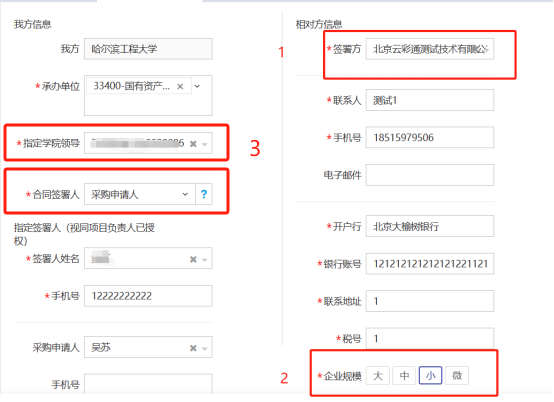 我方信息
我方 哈尔滨工程大学
*承办单位 33400-国有资产... ×
*指定学院领导 6 ×
3
*合同签署人 采购申请人 ?
指定签署人（视同项目负责人已授
权）
*签署人姓名 ×
*手机号 12222222222
采购申请人 吴苏 ×
手机号
相对方信息
1 *签署方 北京云彩通测试技术有限公
*联系人 测试1
*手机号 18515979506
电子邮件
*开户行 北京大榆树银行
*银行账号 121212121212121221121
*联系地址 1
*税号 1
2 *企业规模 大 中 小 微